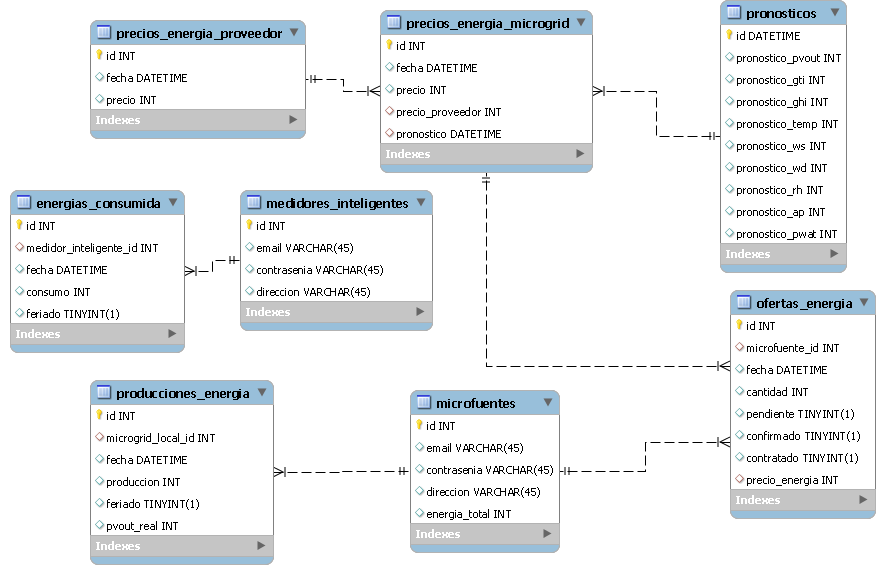 precios_energia_proveedor
id INT
fecha DATETIME
precio INT
Indexes
precios_energia_microgrid
id INT
fecha DATETIME
precio INT
precio_proveedor INT
pronostico DATETIME
Indexes
pronosticos
id DATETIME
pronostico_pvout INT
pronostico_gti INT
pronostico_ghi INT
pronostico_temp INT
pronostico_ws INT
pronostico_wd INT
pronostico_rh INT
pronostico_ap INT
pronostico_pwat INT
Indexes
energias_consumida
id INT
medidor_inteligente_id INT
fecha DATETIME
consumo INT
feriado TINYINT(1)
Indexes
medidores_inteligentes
id INT
email VARCHAR(45)
contrasenia VARCHAR(45)
direccion VARCHAR(45)
Indexes
ofertas_energia
id INT
microfuente_id INT
fecha DATETIME
cantidad INT
pendiente TINYINT(1)
confirmado TINYINT(1)
contratado TINYINT(1)
precio_energia INT
Indexes
producciones_energia
id INT
microgrid_local_id INT
fecha DATETIME
produccion INT
feriado TINYINT(1)
pvout_real INT
Indexes
microfuentes
id INT
email VARCHAR(45)
contrasenia VARCHAR(45)
direccion VARCHAR(45)
energia_total INT
Indexes